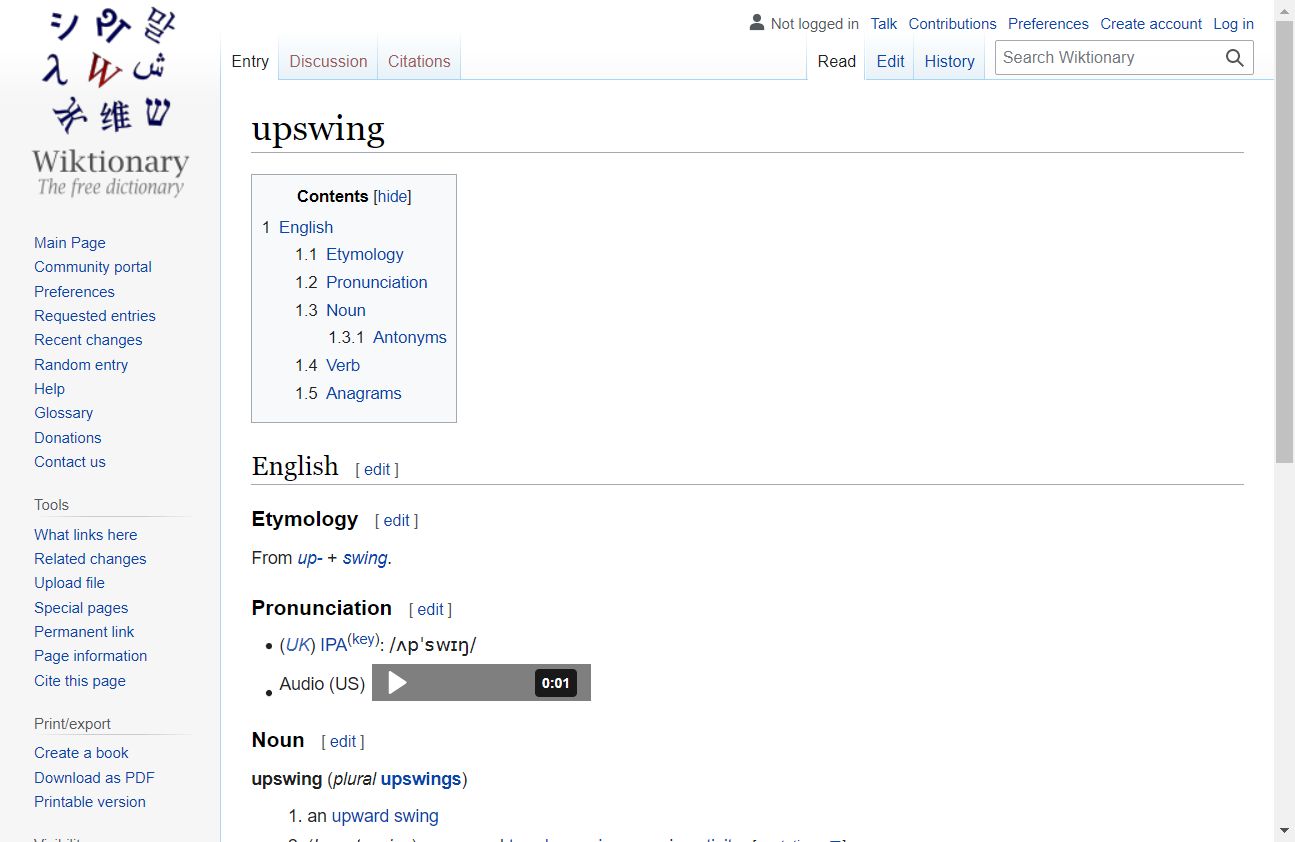 Not logged in Talk Contributions Preferences Create account Log in
Entry Discussion Citations Read Edit History Search Wiktionary
シ
λ W ش
维 ש
Wiktionary
The free dictionary
Main Page
Community portal
Preferences
Requested entries
Recent changes
Random entry
Help
Glossary
Donations
Contact us
Tools
What links here
Related changes
Upload file
Special pages
Permanent link
Page information
Cite this page
Print/export
Create a book
Download as PDF
Printable version
upswing
Contents [hide]
1 English
1.1 Etymology
1.2 Pronunciation
1.3 Noun
1.3.1 Antonyms
1.4 Verb
1.5 Anagrams
English [ edit ]
Etymology [ edit ]
From up- + swing.
Pronunciation [ edit ]
• (UK) IPA(key): /ʌpˈswɪŋ/
• Audio (US) 0:01
Noun [ edit ]
upswing (plural upswings)
1. an upward swing